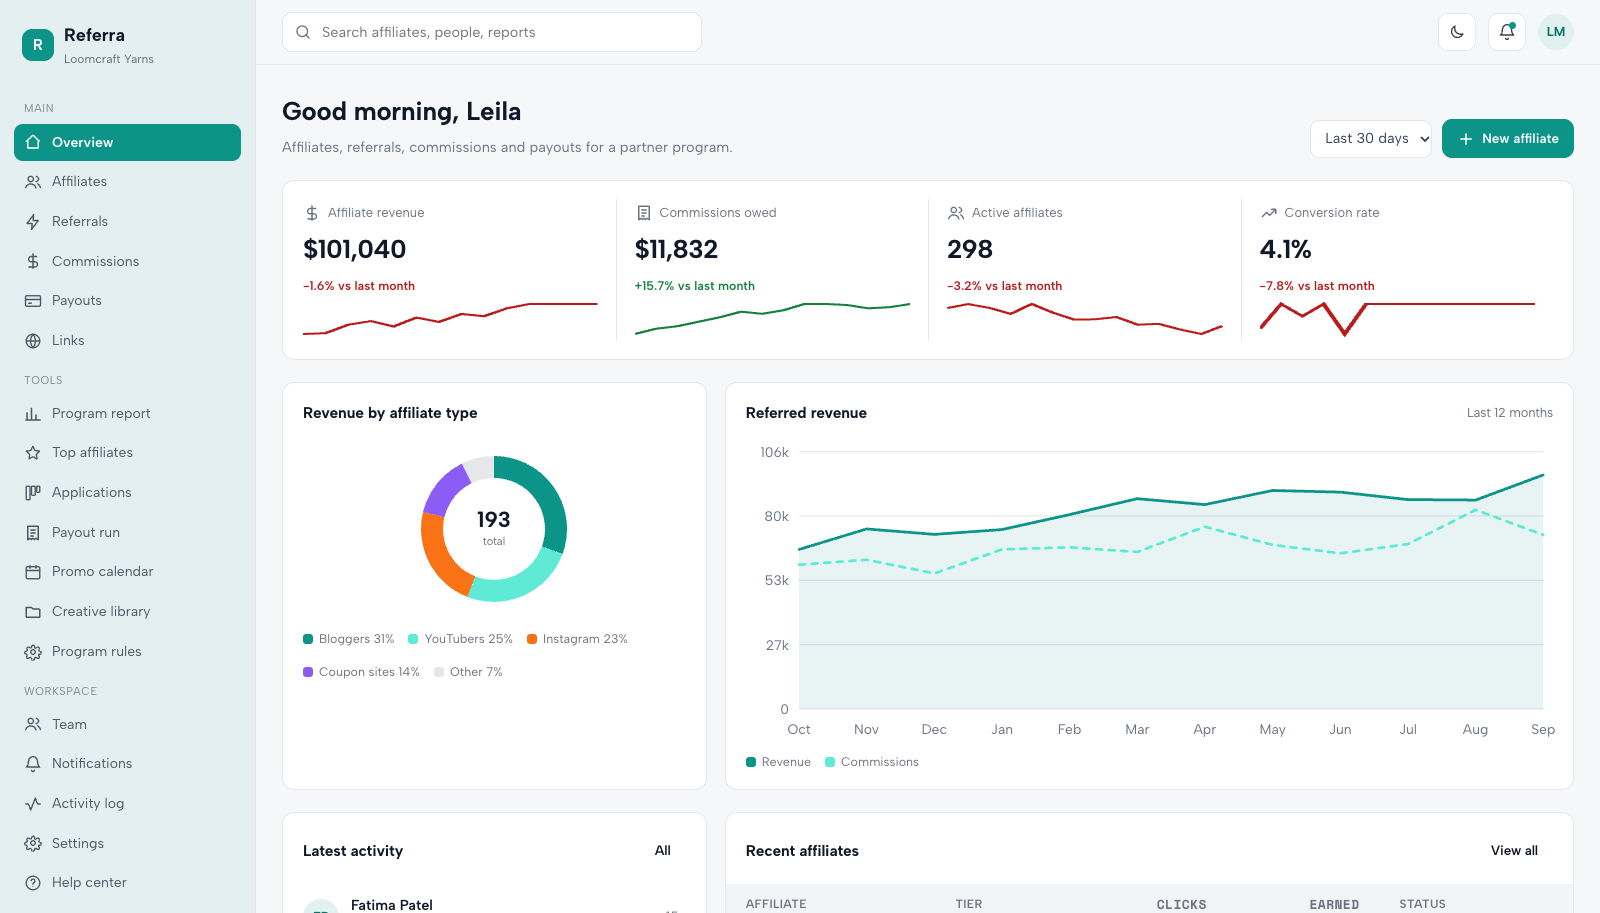 R
Referra
Loomcraft Yarns
MAIN
Overview
Affiliates
Referrals
Commissions
Payouts
Links
TOOLS
Program report
Top affiliates
Applications
Payout run
Promo calendar
Creative library
Program rules
WORKSPACE
Team
Notifications
Activity log
Settings
Help center
Search affiliates, people, reports
LM
Good morning, Leila
Affiliates, referrals, commissions and payouts for a partner program.
Last 30 days
New affiliate
Affiliate revenue
$101,040
-1.6% vs last month
Commissions owed
$11,832
+15.7% vs last month
Active affiliates
298
-3.2% vs last month
Conversion rate
4.1%
-7.8% vs last month
Revenue by affiliate type
193
total
Bloggers 31% YouTubers 25% Instagram 23%
Coupon sites 14% Other 7%
Referred revenue
Last 12 months
106k
80k
53k
27k
0
Oct Nov Dec Jan Feb Mar Apr May Jun Jul Aug Sep
Revenue Commissions
Latest activity
All
Fatima Patel
Recent affiliates
View all
AFFILIATE TIER CLICKS EARNED STATUS